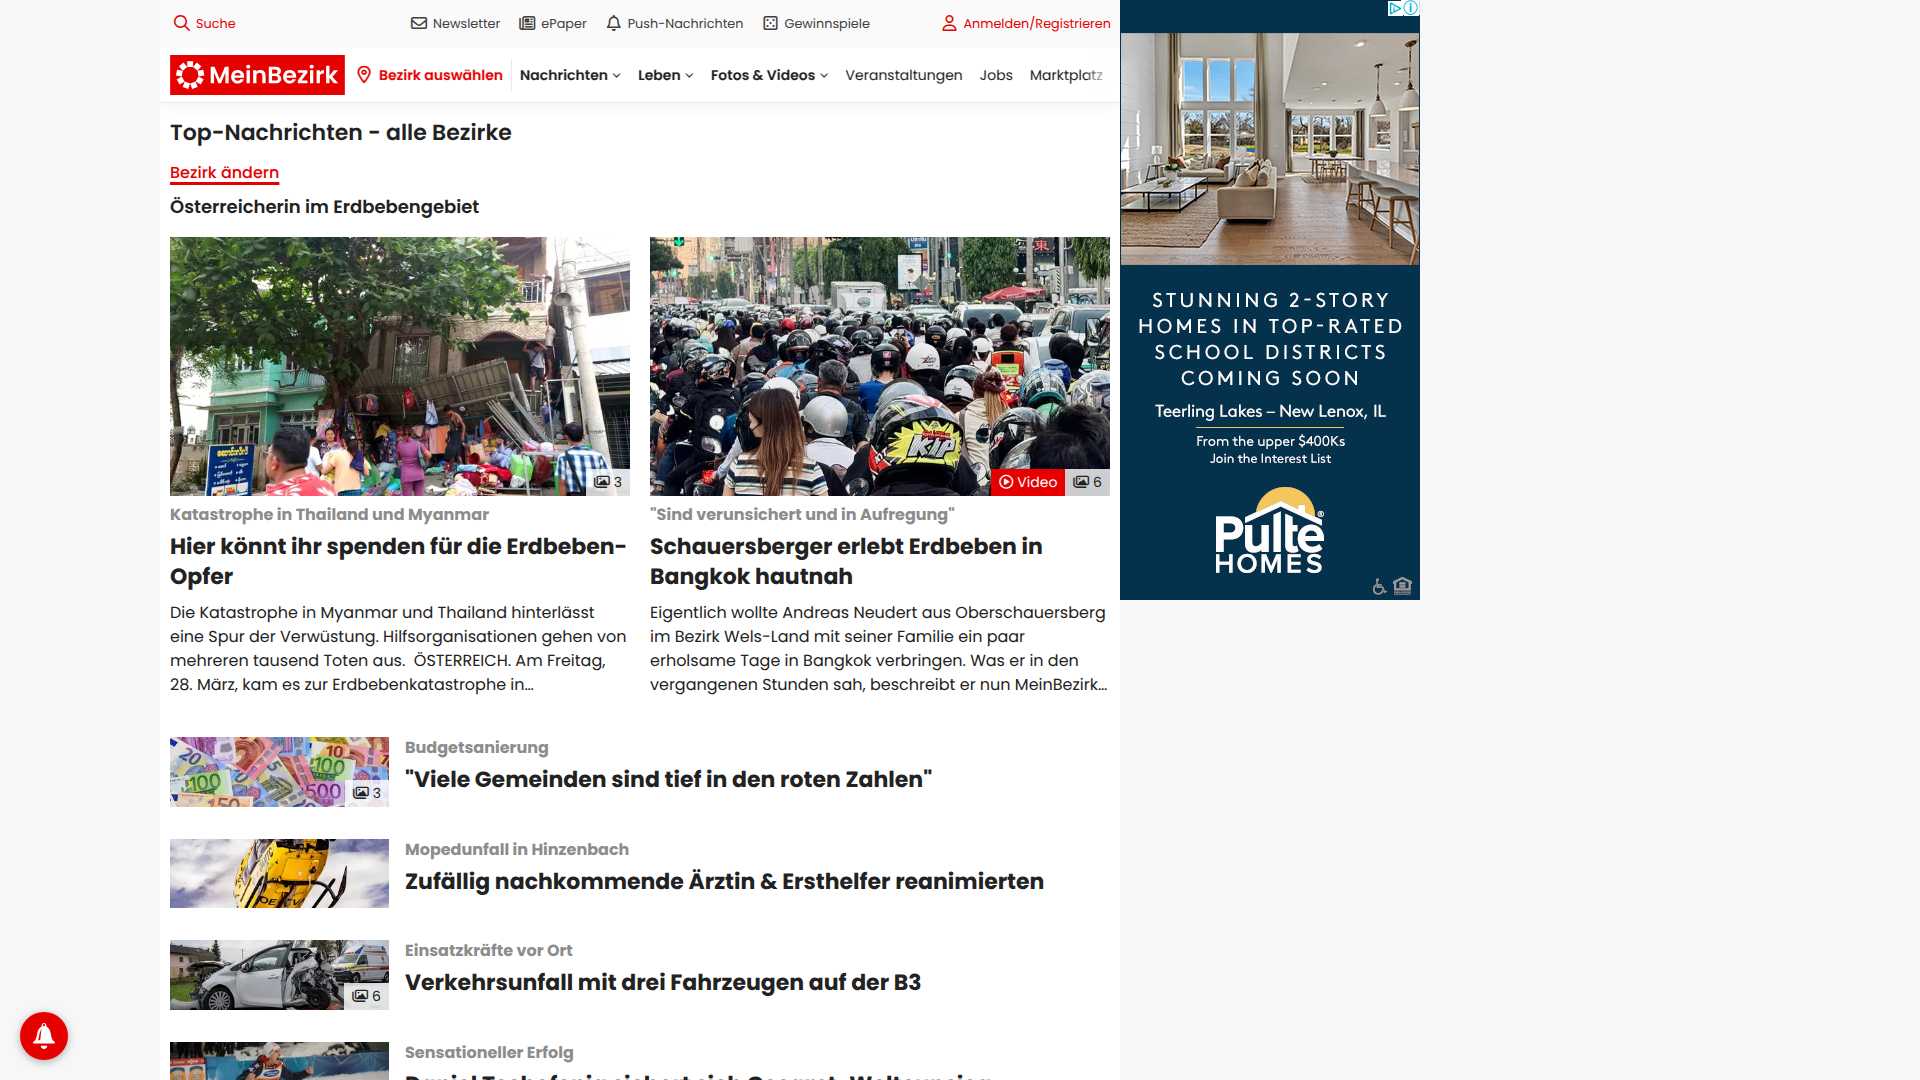 Suche
Newsletter
ePaper
Push-Nachrichten
Gewinnspiele
Anmelden/Registrieren
MeinBezirk
Bezirk auswählen
Nachrichten
Leben
Fotos & Videos
Veranstaltungen
Jobs
Marktplatz
Top-Nachrichten - alle Bezirke
Bezirk ändern
Österreicherin im Erdbebengebiet
3
KiP
Video
6
Katastrophe in Thailand und Myanmar
Hier könnt ihr spenden für die Erdbeben-
Opfer
Die Katastrophe in Myanmar und Thailand hinterlässt
eine Spur der Verwüstung. Hilfsorganisationen gehen von
mehreren tausend Toten aus. ÖSTERREICH. Am Freitag,
28. März, kam es zur Erdbebenkatastrophe in...
"Sind verunsichert und in Aufregung"
Schauersberger erlebt Erdbeben in
Bangkok hautnah
Eigentlich wollte Andreas Neudert aus Oberschauersberg
im Bezirk Wels-Land mit seiner Familie ein paar
erholsame Tage in Bangkok verbringen. Was er in den
vergangenen Stunden sah, beschreibt er nun MeinBezirk...
3
Budgetsanierung
"Viele Gemeinden sind tief in den roten Zahlen"
Mopedunfall in Hinzenbach
Zufällig nachkommende Ärztin & Ersthelfer reanimierten
6
Einsatzkräfte vor Ort
Verkehrsunfall mit drei Fahrzeugen auf der B3
Sensationeller Erfolg
STUNNING 2-STORY
HOMES IN TOP-RATED
SCHOOL DISTRICTS
COMING SOON
Teerling Lakes – New Lenox, IL
From the upper $400Ks
Join the Interest List
Pulte®
HOMES